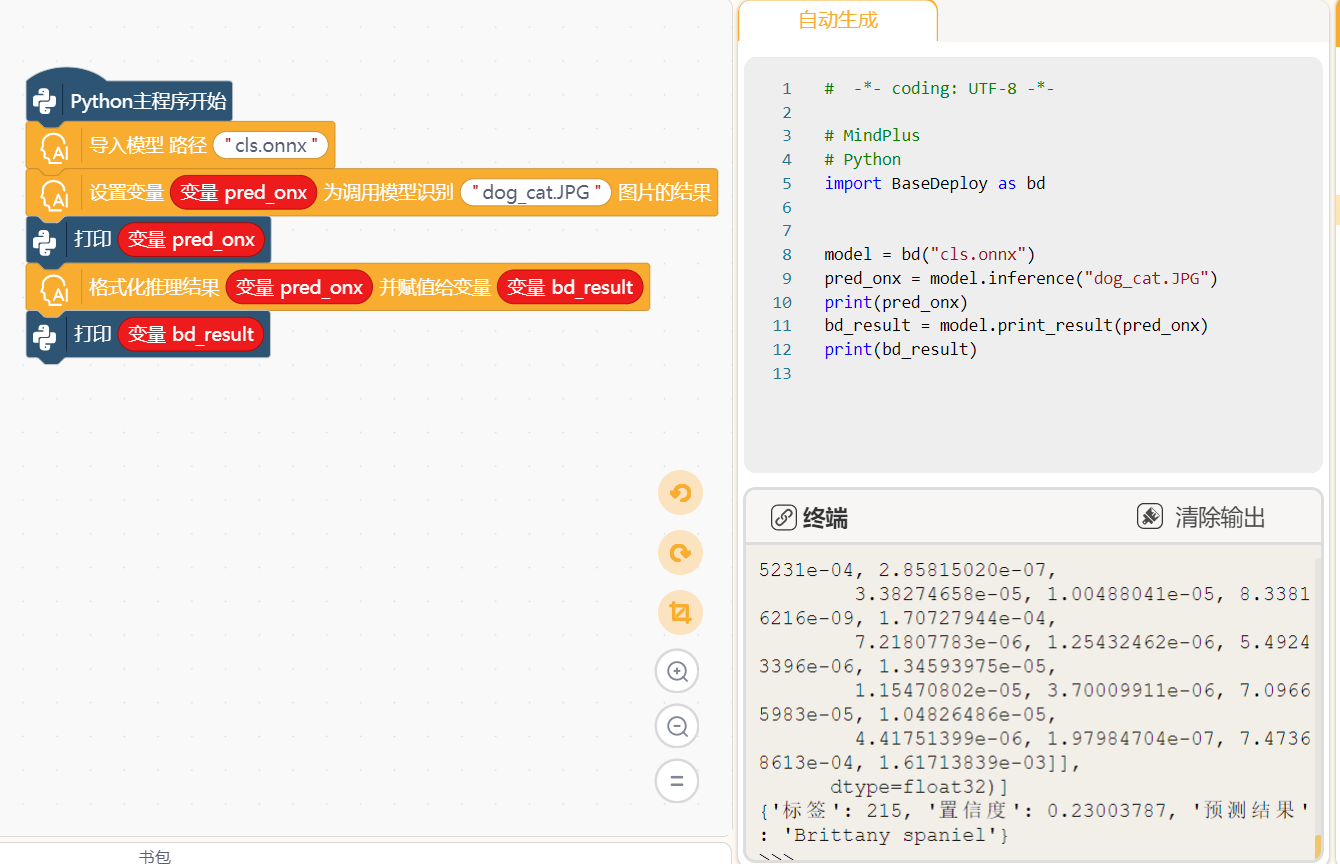 自动生成
Python主程序开始
导入模型 路径 "cls.onnx"
设置变量 变量 pred_onx 为调用模型识别 "dog_cat.JPG" 图片的结果
打印 变量 pred_onx
格式化推理结果 变量 pred_onx 并赋值给变量 变量 bd_result
打印 变量 bd_result
书包
1 # -*- coding: UTF-8 -*-
2
3 # MindPlus
4 # Python
5 import BaseDeploy as bd
6
7
8 model = bd("cls.onnx")
9 pred_onx = model.inference("dog_cat.JPG")
10 print(pred_onx)
11 bd_result = model.print_result(pred_onx)
12 print(bd_result)
13
终端 清除输出
5231e-04, 2.85815020e-07,
3.38274658e-05, 1.00488041e-05, 8.3381
6216e-09, 1.70727944e-04,
7.21807783e-06, 1.25432462e-06, 5.4924
3396e-06, 1.34593975e-05,
1.15470802e-05, 3.70009911e-06, 7.0966
5983e-05, 1.04826486e-05,
4.41751399e-06, 1.97984704e-07, 7.4736
8613e-04, 1.61713839e-03]],
dtype=float32)]
{'标签': 215, '置信度': 0.23003787, '预测结果'
: 'Brittany spaniel'}
>>>